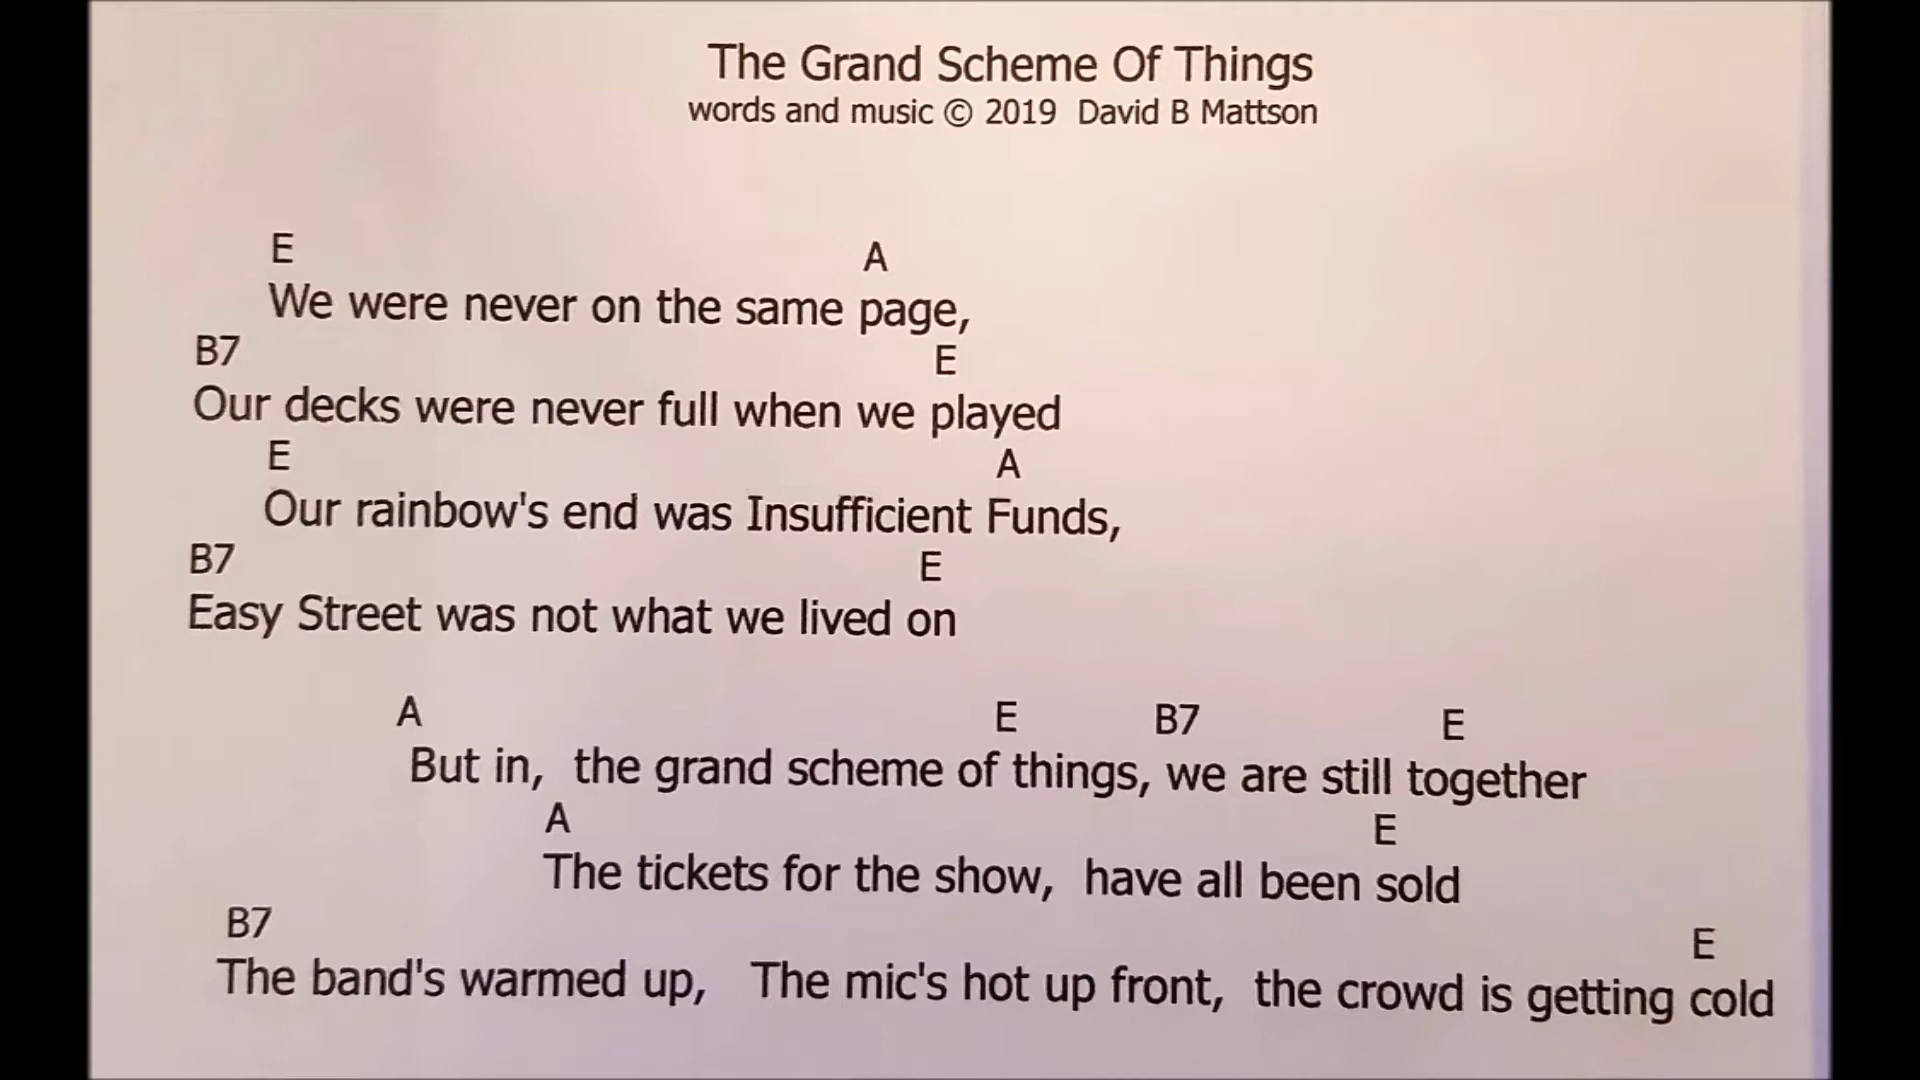 The Grand Scheme Of Things
words and music © 2019 David B Mattson
E A
We were never on the same page,
B7 E
Our decks were never full when we played
E A
Our rainbow's end was Insufficient Funds,
B7 E
Easy Street was not what we lived on
A E B7 E
But in, the grand scheme of things, we are still together
A E
The tickets for the show, have all been sold
B7 E
The band's warmed up, The mic's hot up front, the crowd is getting cold